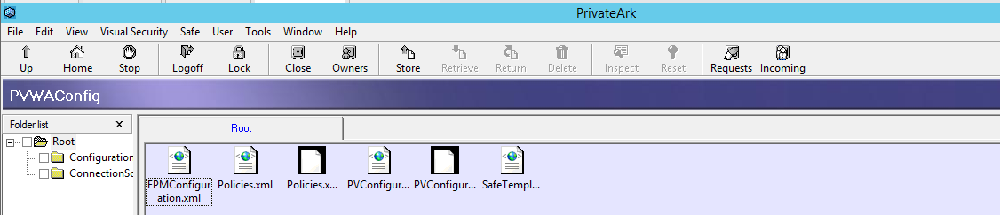 PrivateArk
File Edit View Visual Security Safe User Tools Window Help
Up Home Stop Logoff Lock Close Owners Store Retrieve Return Delete Inspect Reset Requests Incoming
PVWAConfig
Folder list X
Root
Configuration
ConnectionSc
Root
EPMConfigur
ation.xml
Policies.xml
Policies.x...
PVConfigur...
PVConfigur...
SafeTempl...